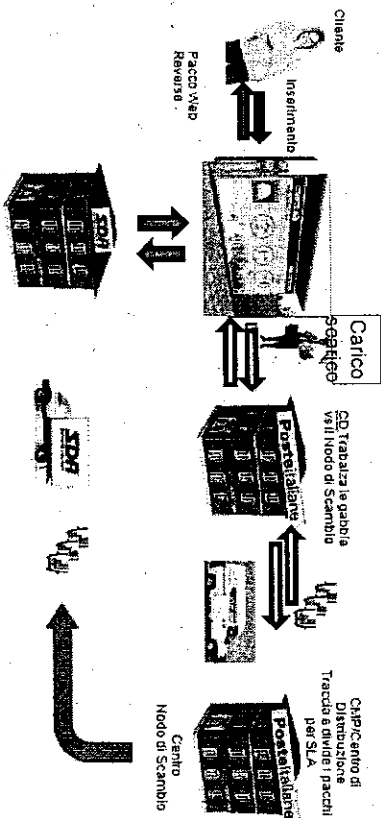 Cliente
Inserimento
Pacco Web
Reverse
SDA
Carico
scarico
CD Trabalza le gabbie
vs il Nodo di Scambio
Posteitaliane
SDA
CMP/Centro di
Distribuzione
Traccia e divide i pacchi
per SLA
Posteitaliane
Centro
Nodo di Scambio